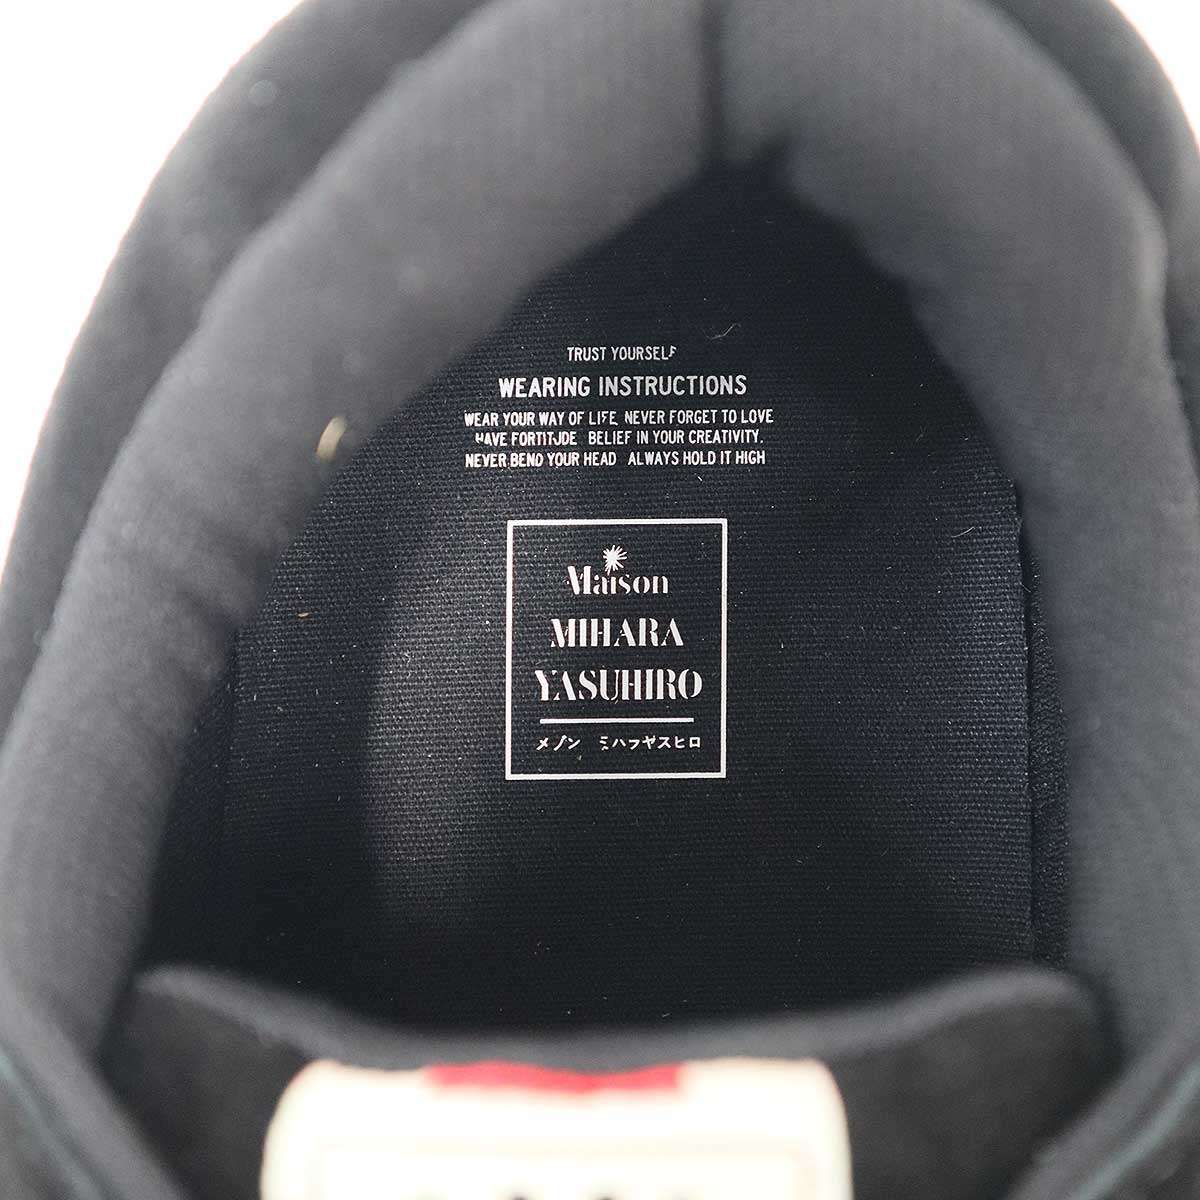 TRUST YOURSELF
WEARING INSTRUCTIONS
WEAR YOUR WAY OF LIFE NEVER FORGET TO LOVE
HAVE FORTITUDE BELIEF IN YOUR CREATIVITY.
NEVER BEND YOUR HEAD ALWAYS HOLD IT HIGH
Maison
MIHARA
YASUHIRO
メゾン ミハラヤスヒロ